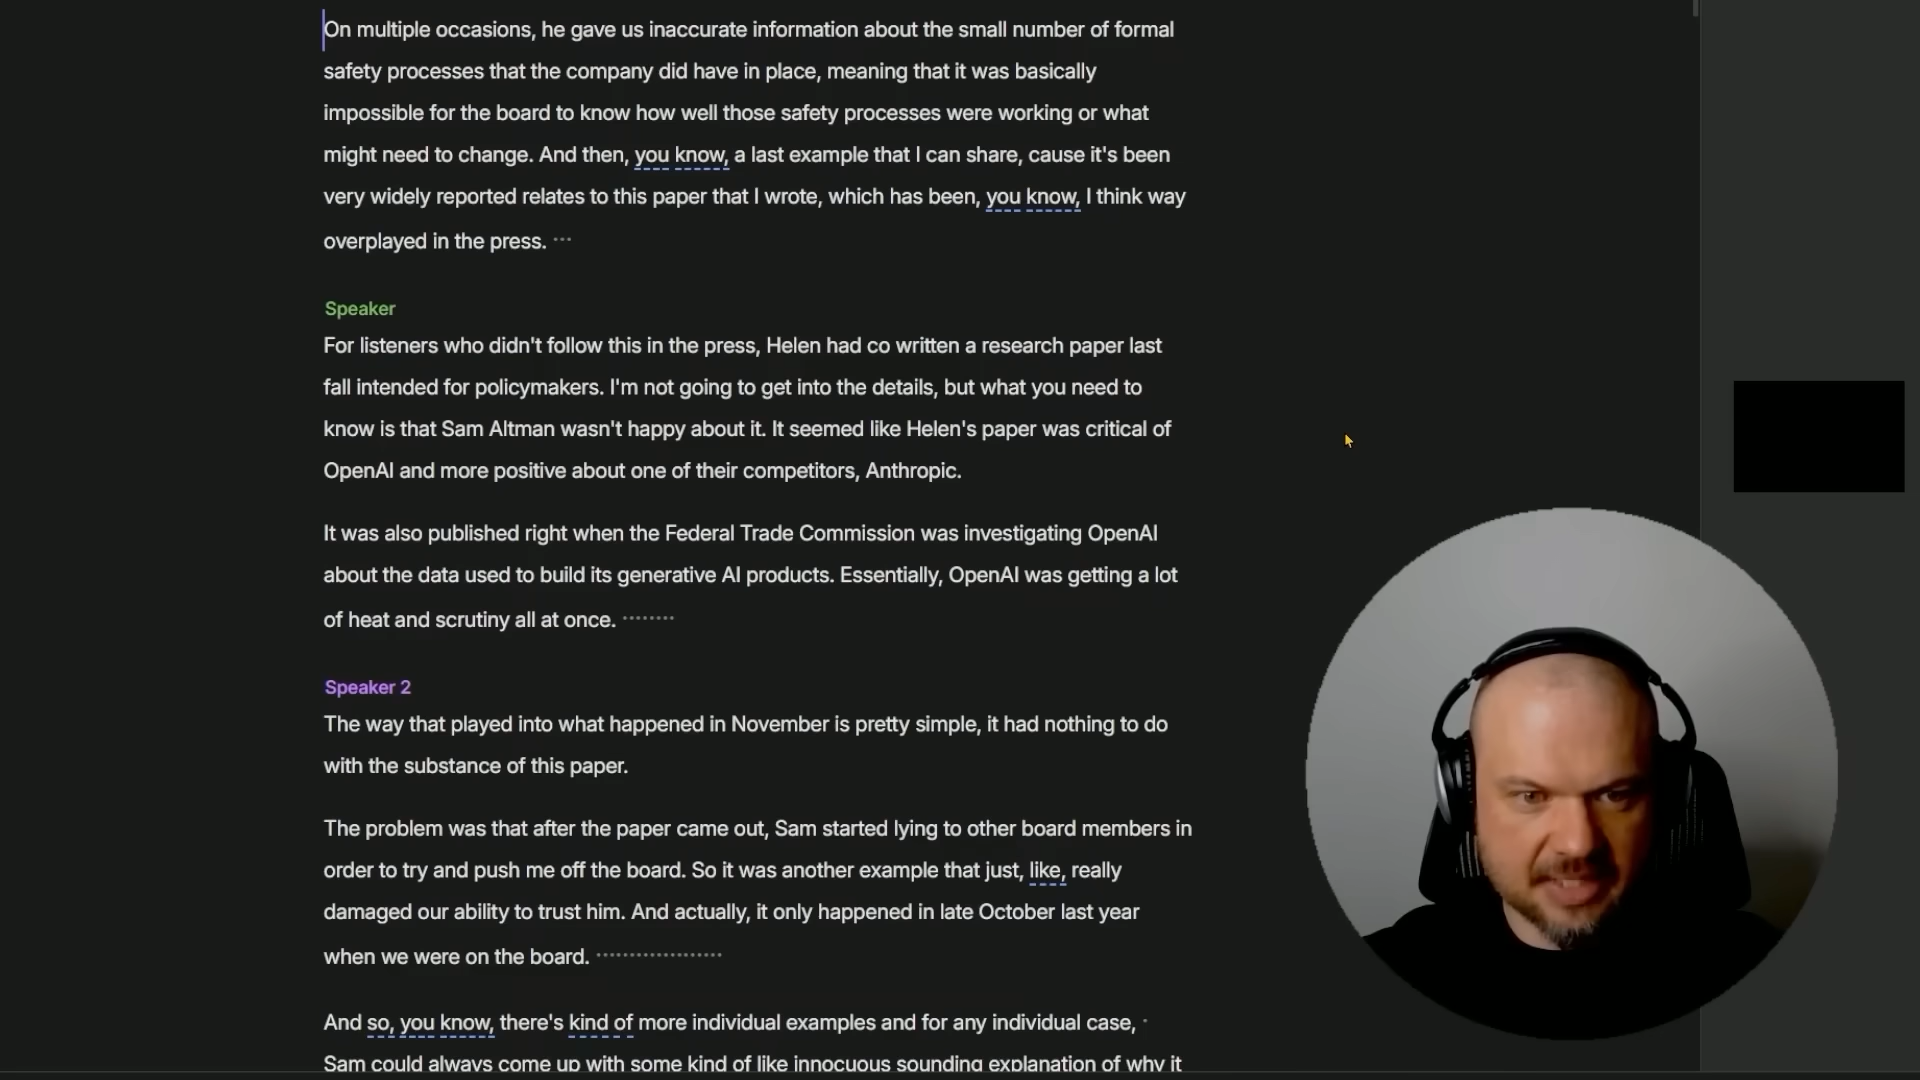 On multiple occasions, he gave us inaccurate information about the small number of formal
safety processes that the company did have in place, meaning that it was basically
impossible for the board to know how well those safety processes were working or what
might need to change. And then, you know, a last example that I can share, cause it's been
very widely reported relates to this paper that I wrote, which has been, you know, I think way
overplayed in the press. ···
Speaker
For listeners who didn't follow this in the press, Helen had co written a research paper last
fall intended for policymakers. I'm not going to get into the details, but what you need to
know is that Sam Altman wasn't happy about it. It seemed like Helen's paper was critical of
OpenAI and more positive about one of their competitors, Anthropic.
It was also published right when the Federal Trade Commission was investigating OpenAI
about the data used to build its generative AI products. Essentially, OpenAI was getting a lot
of heat and scrutiny all at once. ········
Speaker 2
The way that played into what happened in November is pretty simple, it had nothing to do
with the substance of this paper.
The problem was that after the paper came out, Sam started lying to other board members in
order to try and push me off the board. So it was another example that just, like, really
damaged our ability to trust him. And actually, it only happened in late October last year
when we were on the board. ···················
And so, you know, there's kind of more individual examples and for any individual case, ·
Sam could always come up with some kind of like innocuous sounding explanation of why it